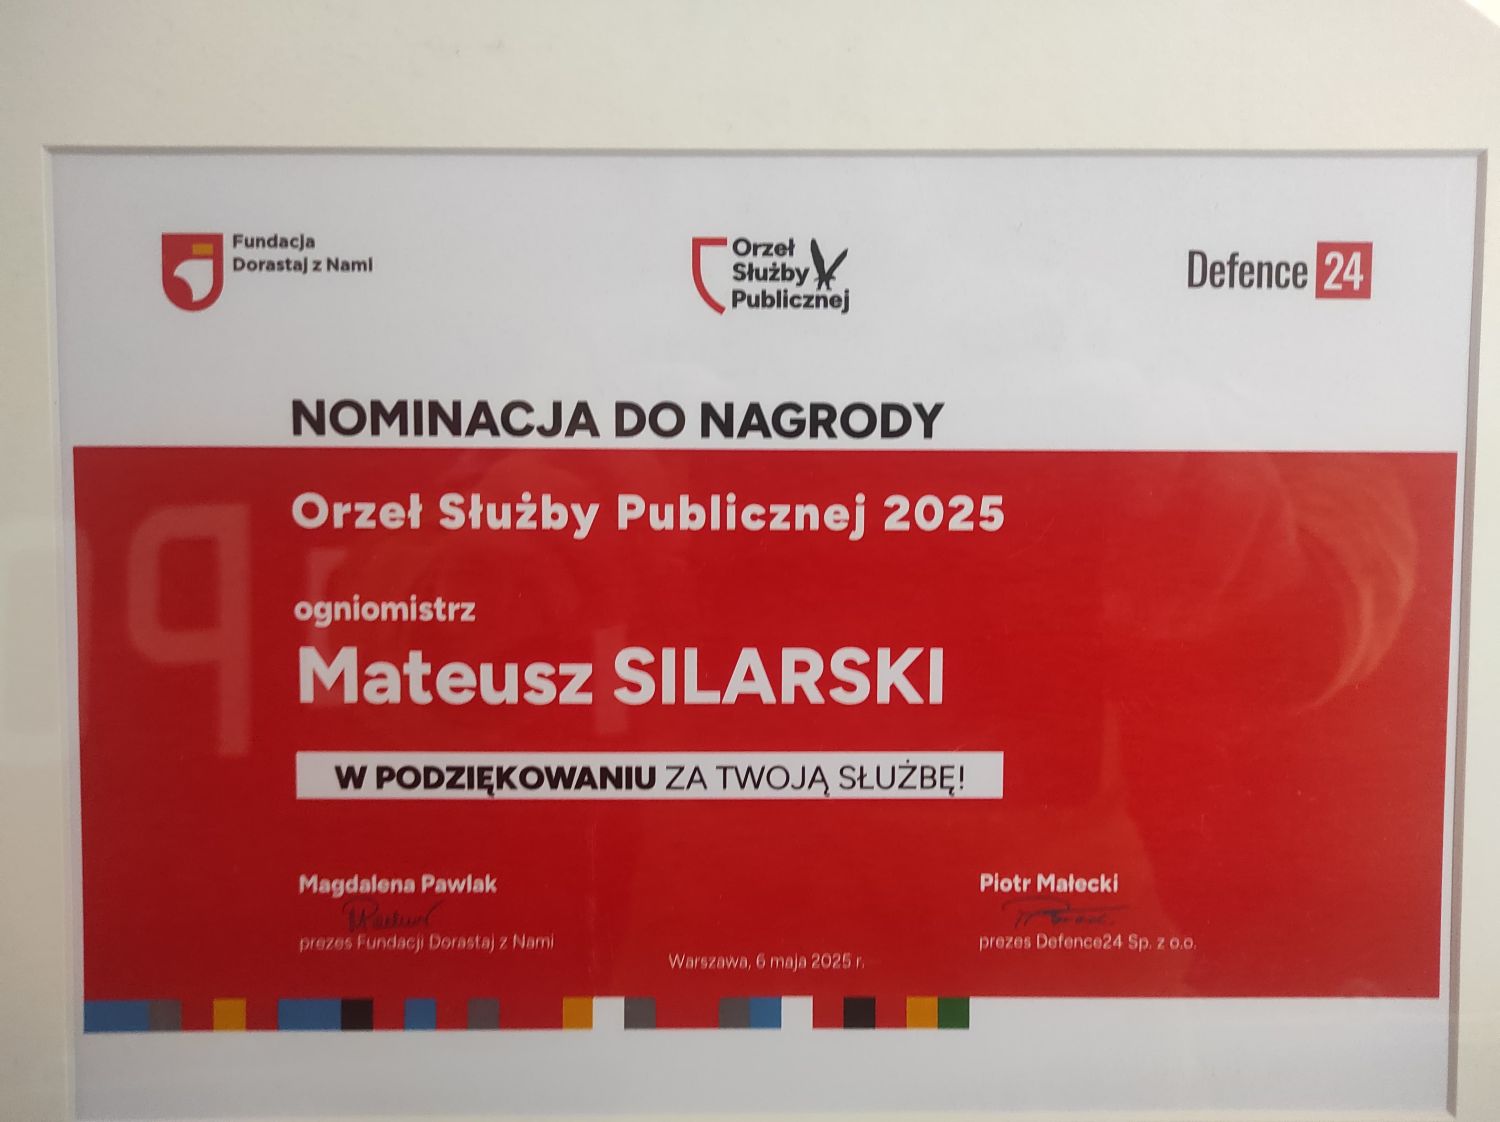 Fundacja
Dorastaj z Nami
Orzeł
Służby
Publicznej
Defence 24
NOMINACJA DO NAGRODY
Orzeł Służby Publicznej 2025
ogniomistrz
Mateusz SILARSKI
W PODZIĘKOWANIU ZA TWOJĄ SŁUŻBĘ!
Magdalena Pawlak
prezes Fundacji Dorastaj z Nami
Piotr Małecki
prezes Defence24 Sp. z o.o.
Warszawa, 6 maja 2025 r.